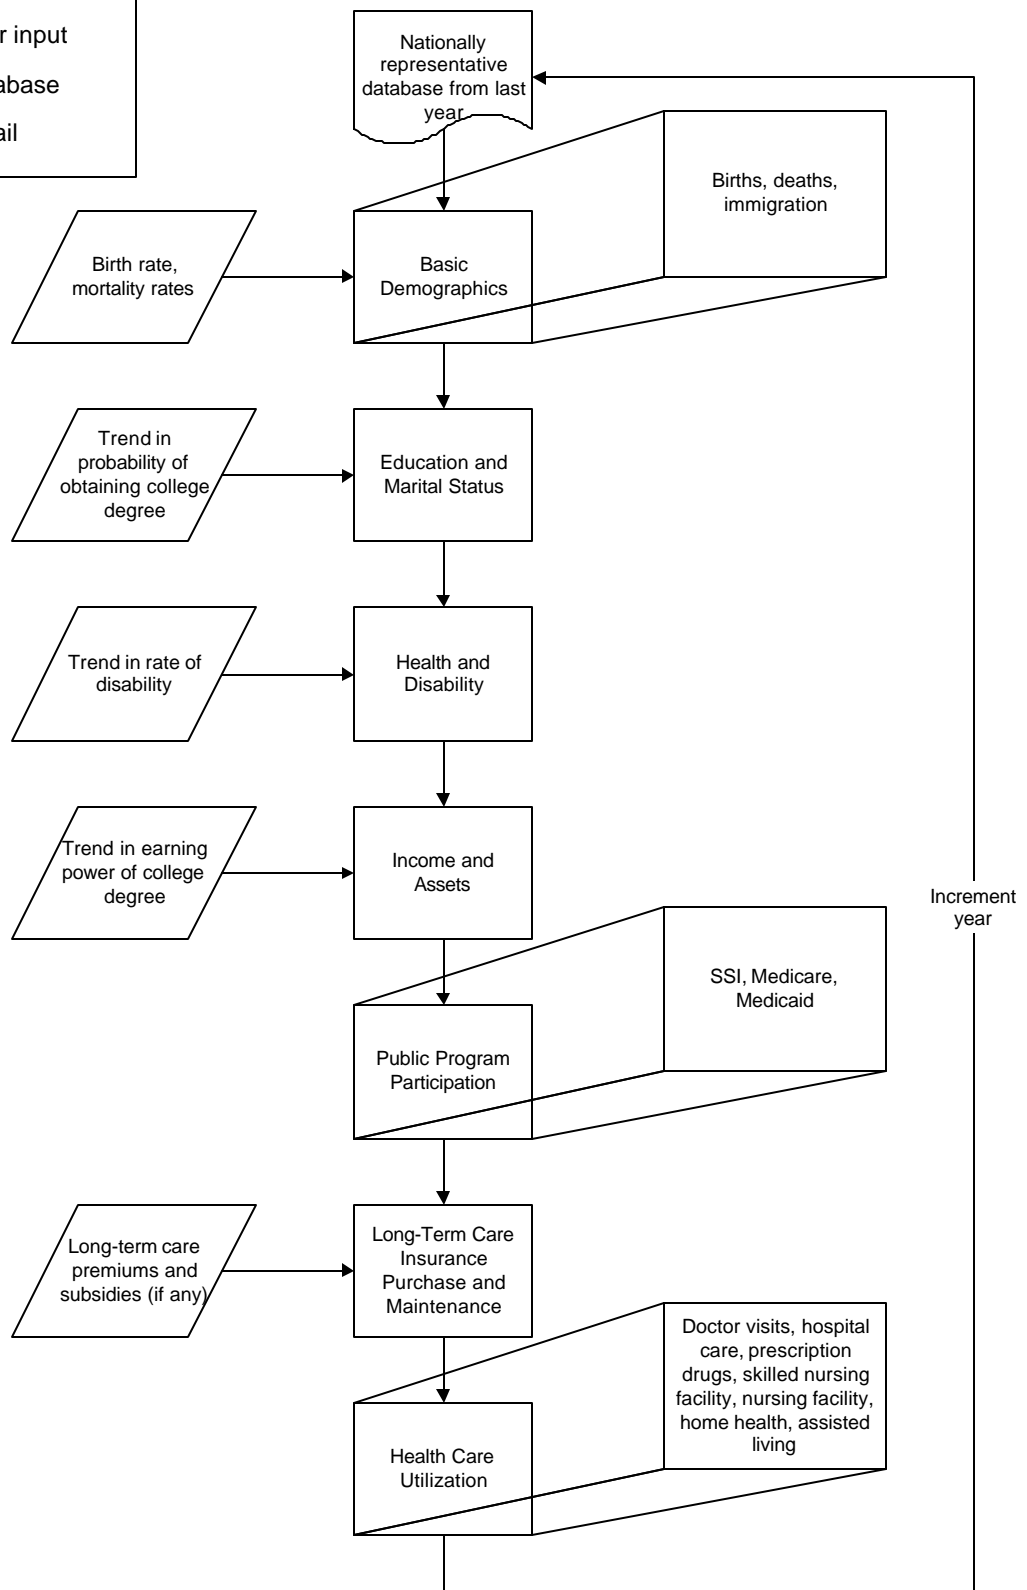 input
ail
Nationally
representative
database from last
year
Births, deaths,
immigration
Birth rate,
mortality rates
Basic
Demographics
Trend in
probability of
obtaining college
degree
Education and
Marital Status
Trend in rate of
disability
Health and
Disability
Trend in earning
power of college
degree
Income and
Assets
Increment
year
SSI, Medicare,
Medicaid
Public Program
Participation
Long-term care
premiums and
subsidies (if any)
Long-Term Care
Insurance
Purchase and
Maintenance
Doctor visits, hospital
care, prescription
drugs, skilled nursing
facility, nursing facility,
home health, assisted
living
Health Care
Utilization